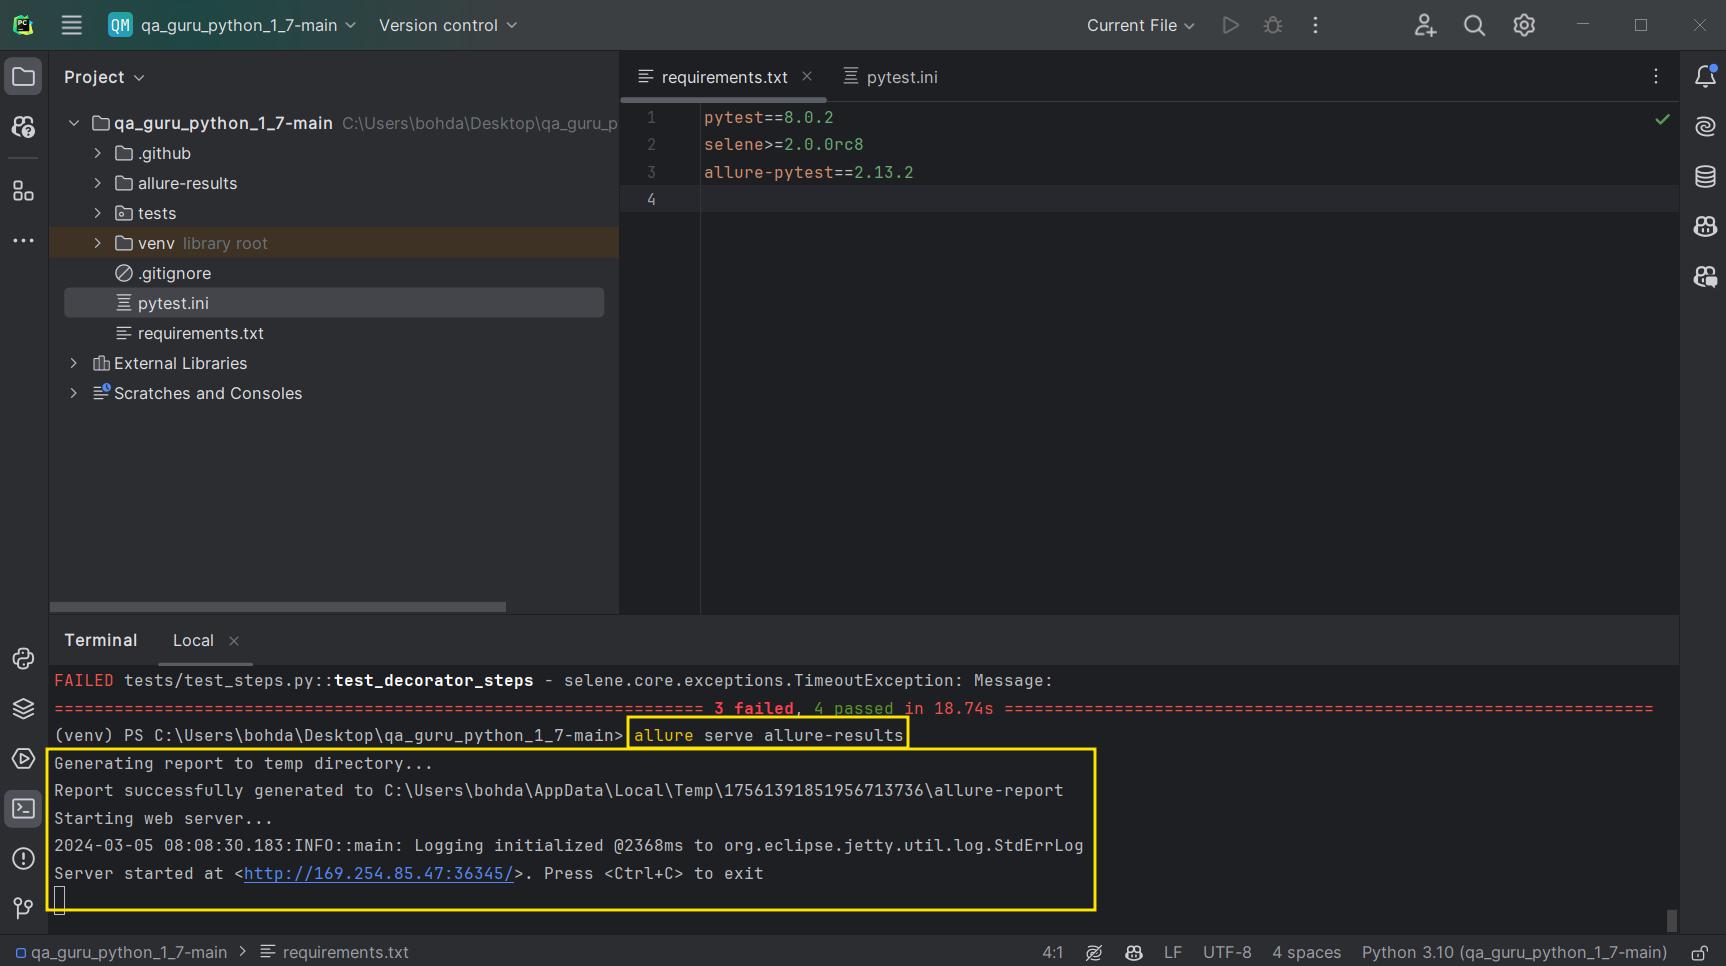 QM qa_guru_python_1_7-main Version control Current File
Project
qa_guru_python_1_7-main C:\Users\bohda\Desktop\qa_guru_p
.github
allure-results
tests
venv library root
.gitignore
pytest.ini
requirements.txt
External Libraries
Scratches and Consoles
requirements.txt pytest.ini
1 pytest==8.0.2
2 selene>=2.0.0rc8
3 allure-pytest==2.13.2
4
Terminal Local
FAILED tests/test_steps.py::test_decorator_steps - selene.core.exceptions.TimeoutException: Message:
================================================================= 3 failed, 4 passed in 18.74s =================================================================
(venv) PS C:\Users\bohda\Desktop\qa_guru_python_1_7-main> allure serve allure-results
Generating report to temp directory...
Report successfully generated to C:\Users\bohda\AppData\Local\Temp\17561391851956713736\allure-report
Starting web server...
2024-03-05 08:08:30.183:INFO::main: Logging initialized @2368ms to org.eclipse.jetty.util.log.StdErrLog
Server started at <http://169.254.85.47:36345/>. Press <Ctrl+C> to exit
qa_guru_python_1_7-main > requirements.txt 4:1 LF UTF-8 4 spaces Python 3.10 (qa_guru_python_1_7-main)